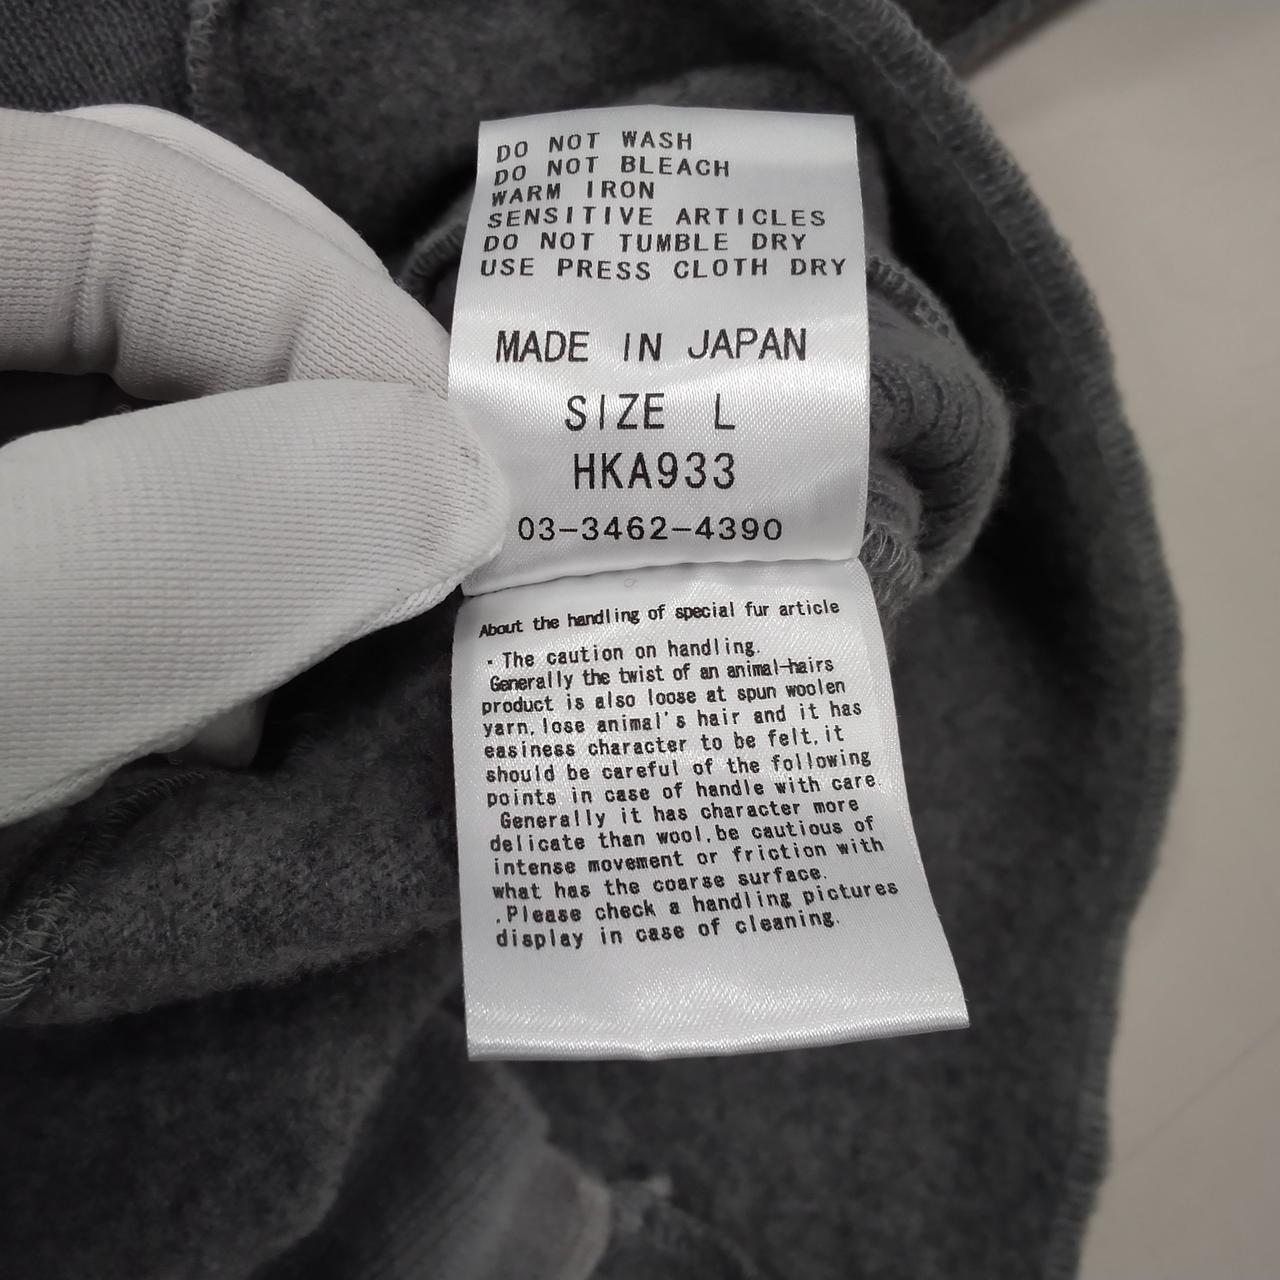 DO NOT WASH
DO NOT BLEACH
WARM IRON
SENSITIVE ARTICLES
DO NOT TUMBLE DRY
USE PRESS CLOTH DRY
MADE IN JAPAN
SIZE L
HKA933
03-3462-4390
About the handling of special fur article
・The caution on handling.
Generally the twist of an animal-hairs
product is also loose at spun woolen
yarn, lose animal's hair and it has
easiness character to be felt, it
should be careful of the following
points in case of handle with care.
Generally it has character more
delicate than wool, be cautious of
intense movement or friction with
what has the coarse surface.
.Please check a handling pictures
display in case of cleaning.